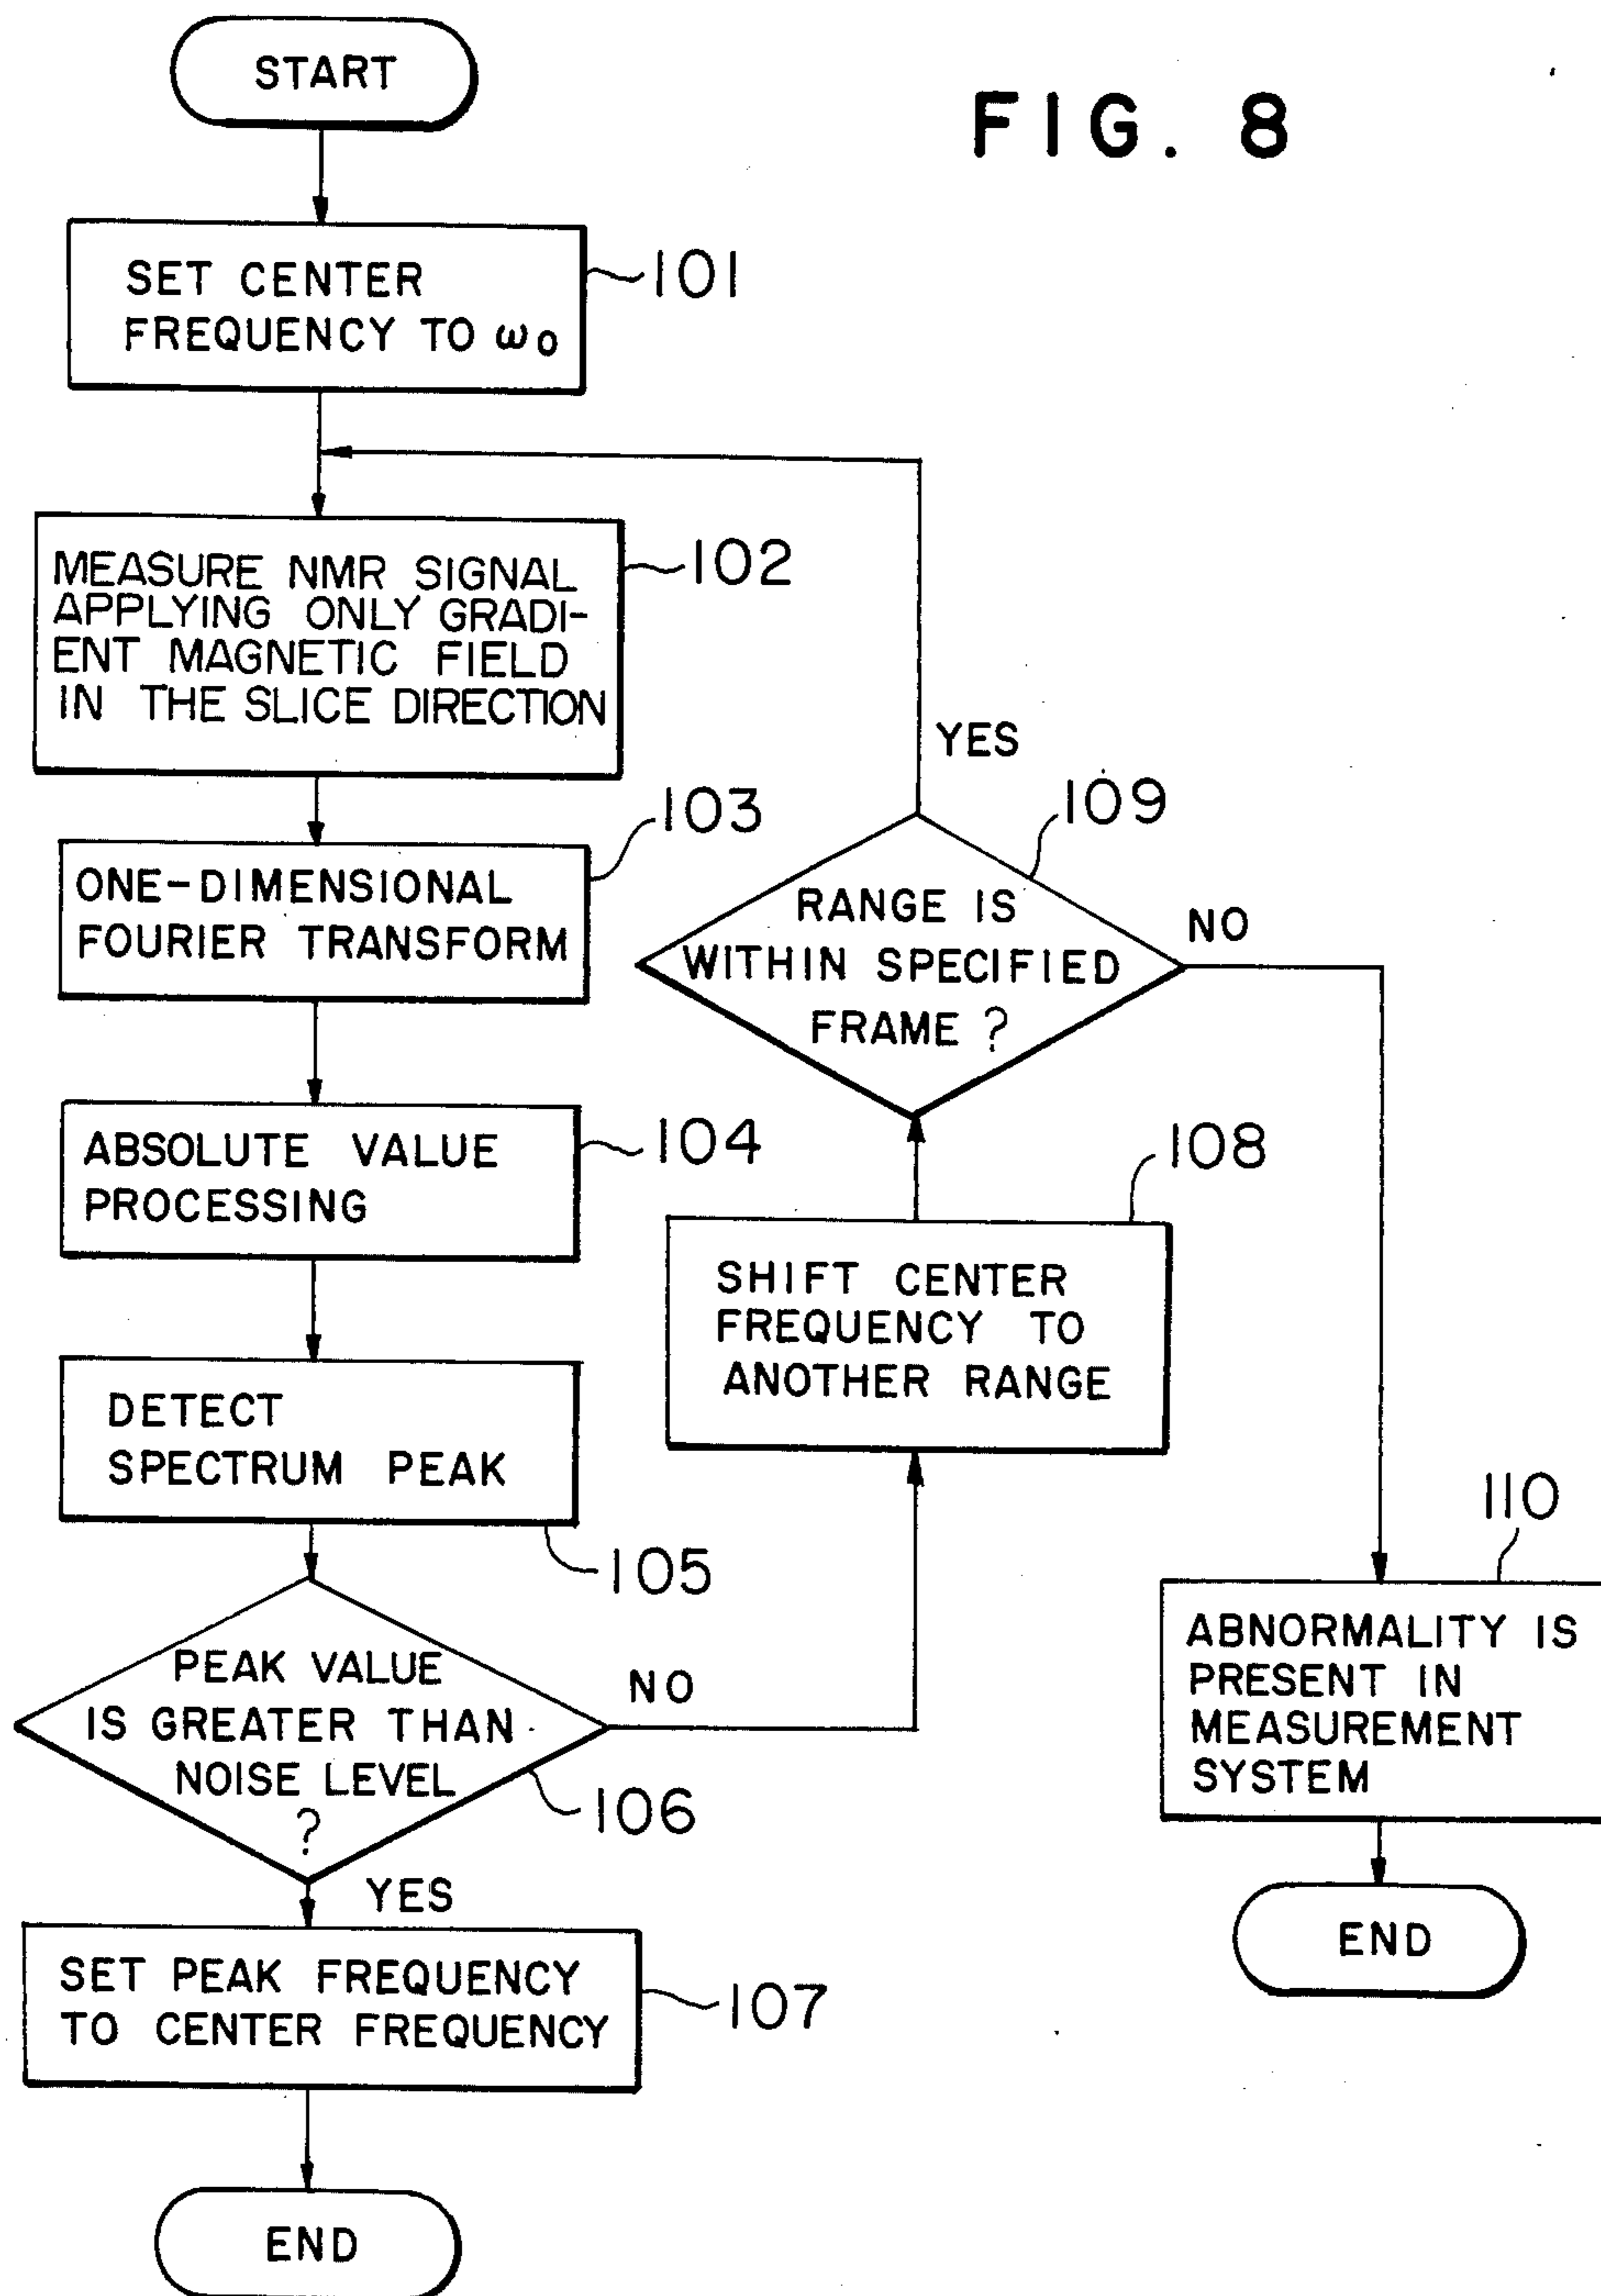 START
FIG. 8
SET CENTER
FREQUENCY TO ω0
101
MEASURE NMR SIGNAL
APPLYING ONLY GRADI-
ENT MAGNETIC FIELD
IN THE SLICE DIRECTION
102
ONE-DIMENSIONAL
FOURIER TRANSFORM
103
ABSOLUTE VALUE
PROCESSING
104
DETECT
SPECTRUM PEAK
105
PEAK VALUE
IS GREATER THAN
NOISE LEVEL
?
106
NO
YES
SET PEAK FREQUENCY
TO CENTER FREQUENCY
107
END
SHIFT CENTER
FREQUENCY TO
ANOTHER RANGE
108
RANGE IS
WITHIN SPECIFIED
FRAME ?
109
YES
NO
110
ABNORMALITY IS
PRESENT IN
MEASUREMENT
SYSTEM
END